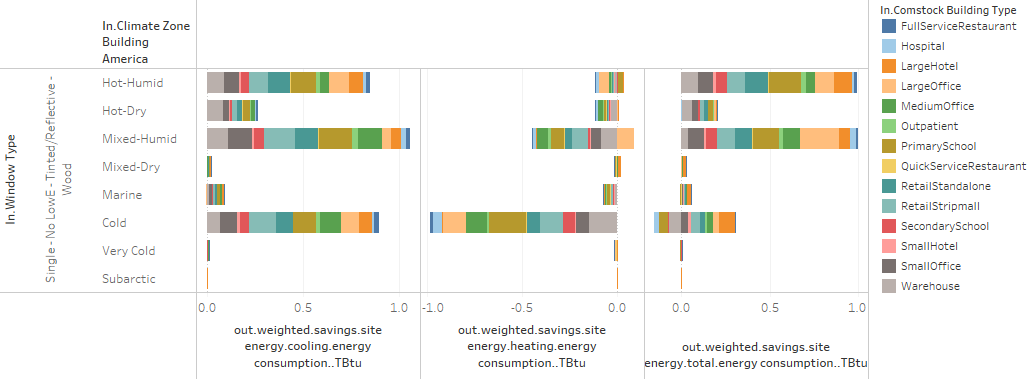 In.Climate Zone
Building
America
In.Window Type
Single - No LowE - Tinted/Reflective -
Wood
Hot-Humid
Hot-Dry
Mixed-Humid
Mixed-Dry
Marine
Cold
Very Cold
Subarctic
0.0
0.5
1.0
out.weighted.savings.site
energy.cooling.energy
consumption..TBtu
-1.0
-0.5
0.0
out.weighted.savings.site
energy.heating.energy
consumption..TBtu
0.0
0.5
1.0
out.weighted.savings.site
energy.total.energy consumption..TBtu
In.Comstock Building Type
FullServiceRestaurant
Hospital
LargeHotel
LargeOffice
MediumOffice
Outpatient
PrimarySchool
QuickServiceRestaurant
RetailStandalone
RetailStripmall
SecondarySchool
SmallHotel
SmallOffice
Warehouse